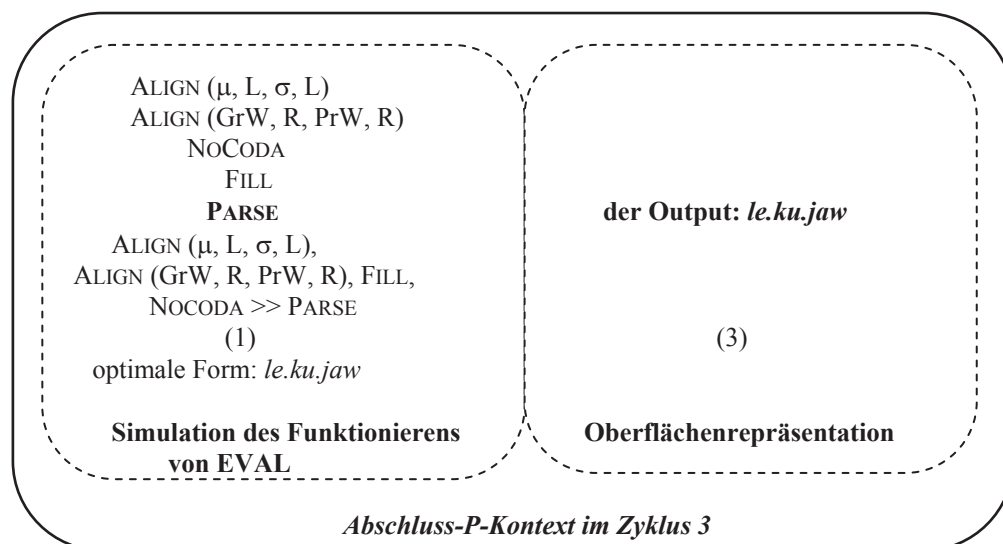 ALIGN (μ, L, σ, L)
ALIGN (GrW, R, PrW, R)
NOCODA
FILL
PARSE
ALIGN (μ, L, σ, L),
ALIGN (GrW, R, PrW, R), FILL,
NOCODA >> PARSE
(1)
optimale Form: le.ku.jaw
Simulation des Funktionierens
von EVAL
der Output: le.ku.jaw
(3)
Oberflächenrepräsentation
Abschluss-P-Kontext im Zyklus 3